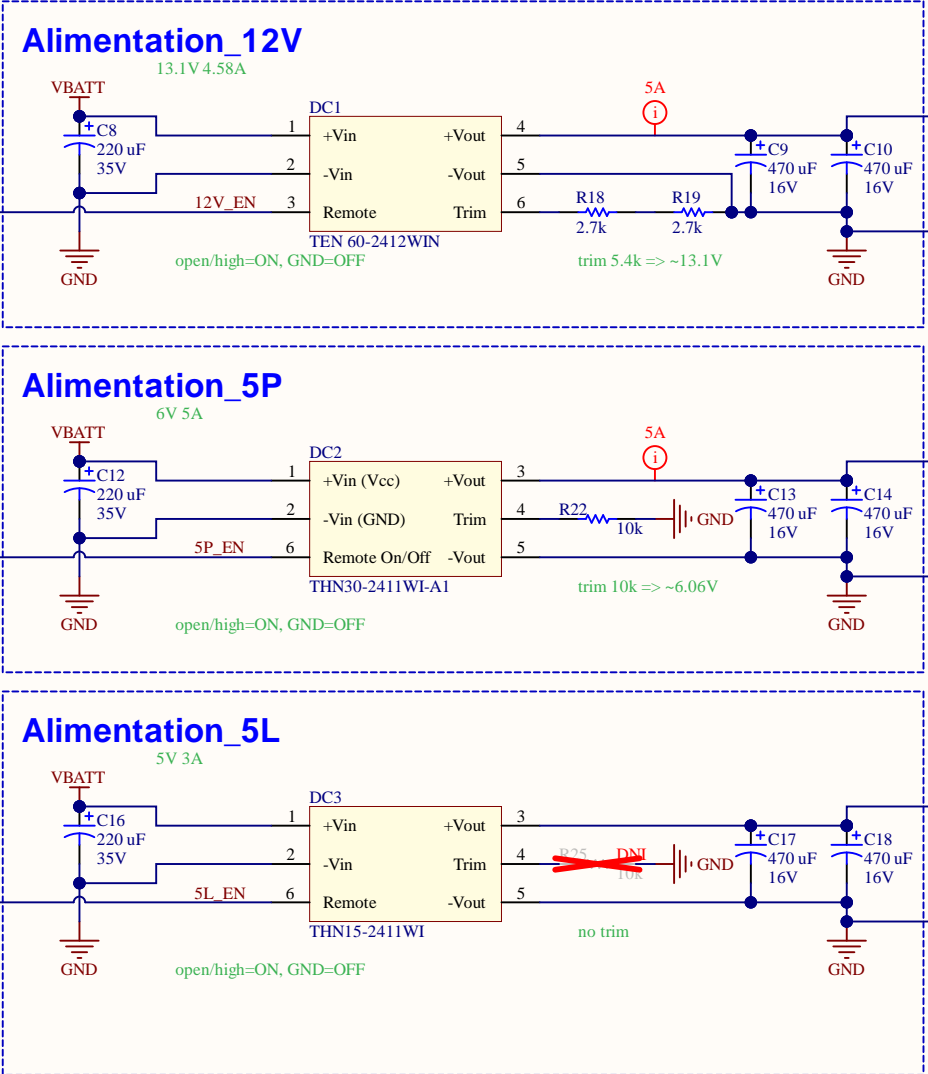 Alimentation_12V
13.1V 4.58A
VBATT
C8
220 uF
35V
GND
12V_EN
DC1
1 +Vin +Vout 4
2 -Vin -Vout 5
3 Remote Trim 6
TEN 60-2412WIN
open/high=ON, GND=OFF
5A
i
R18
2.7k
R19
2.7k
trim 5.4k => ~13.1V
+C9
470 uF
16V
+C10
470 uF
16V
GND
Alimentation_5P
6V 5A
VBATT
+C12
220 uF
35V
GND
5P_EN
DC2
1 +Vin (Vcc) +Vout 3
2 -Vin (GND) Trim 4
6 Remote On/Off -Vout 5
THN30-2411WI-A1
open/high=ON, GND=OFF
5A
i
R22
10k
GND
trim 10k => ~6.06V
+C13
470 uF
16V
+C14
470 uF
16V
GND
Alimentation_5L
5V 3A
VBATT
+C16
220 uF
35V
GND
5L_EN
DC3
1 +Vin +Vout 3
2 -Vin Trim 4
6 Remote -Vout 5
THN15-2411WI
open/high=ON, GND=OFF
R25
DNI
10k
GND
no trim
+C17
470 uF
16V
+C18
470 uF
16V
GND